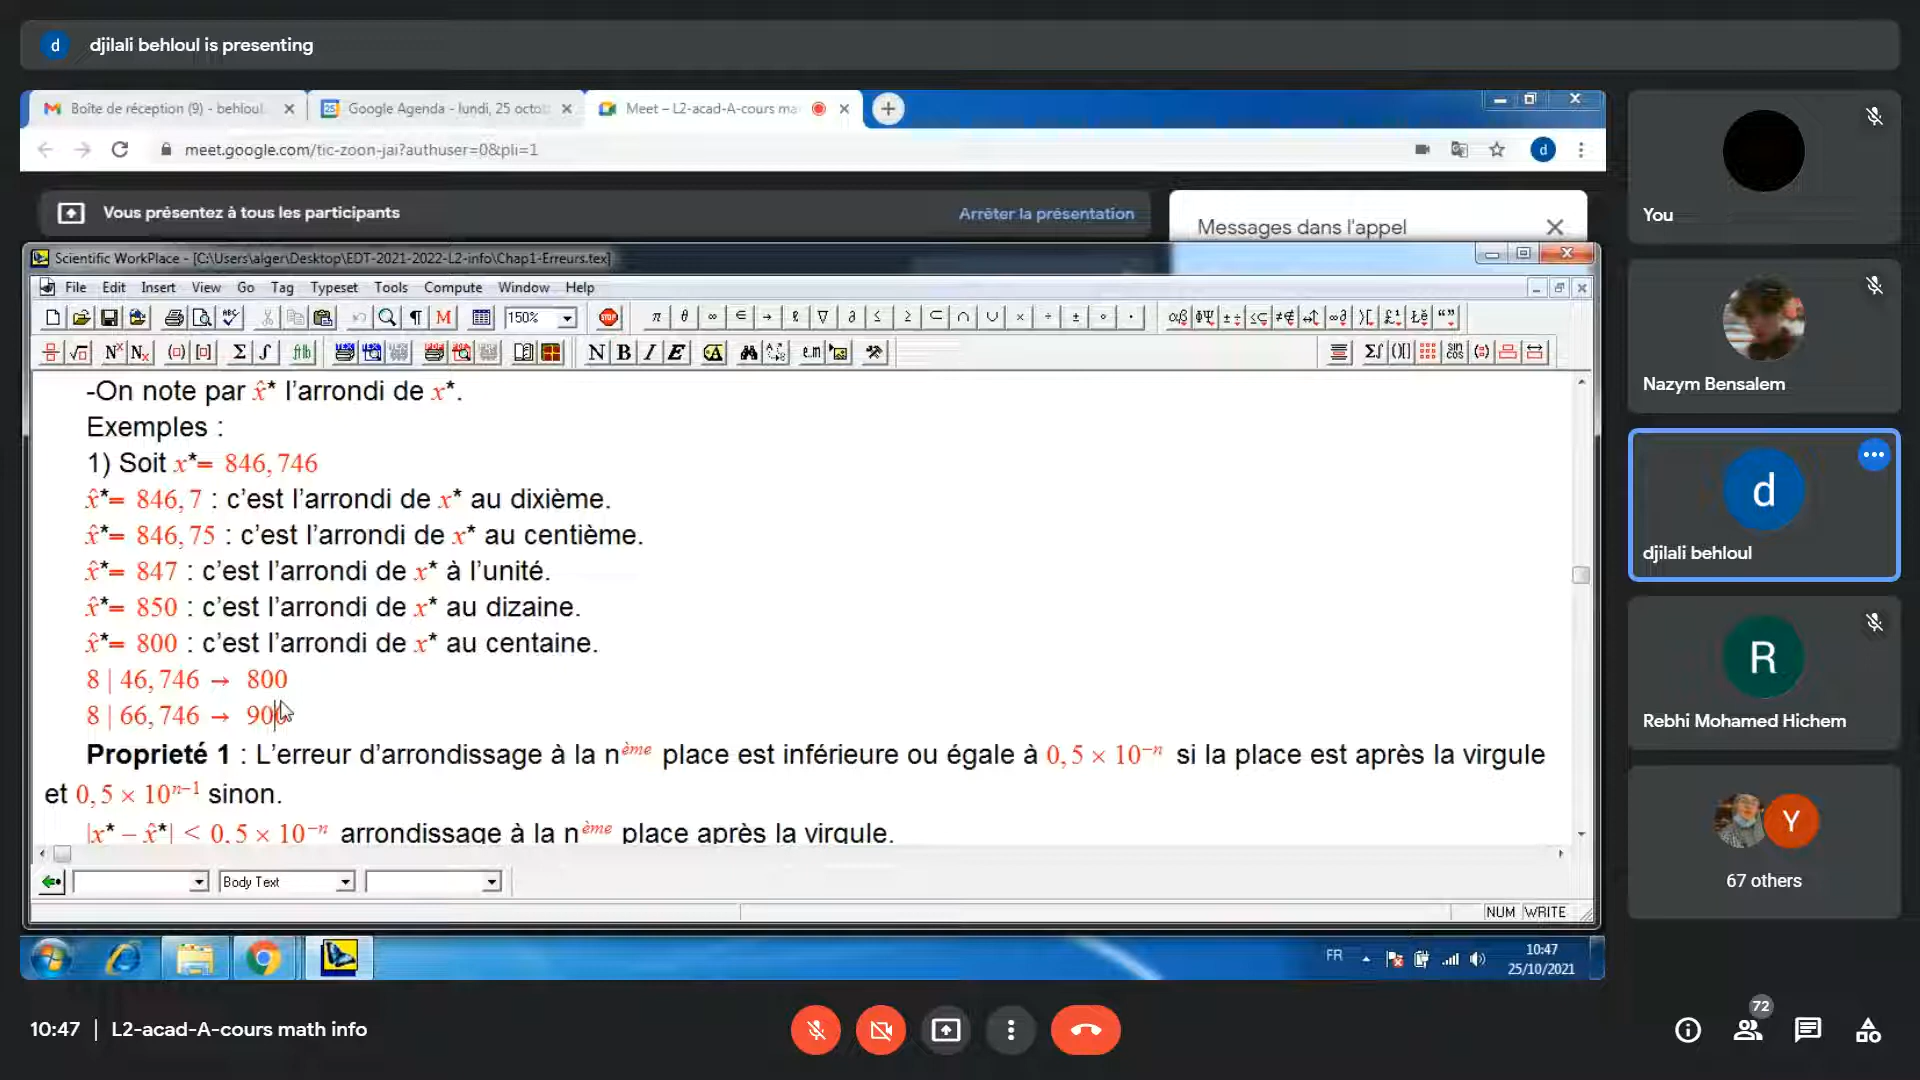 d djilali behloul is presenting
Boîte de réception (9) - behloul
Google Agenda - lundi, 25 octob
Meet – L2-acad-A-cours ma
meet.google.com/tic-zoon-jai?authuser=0&pli=1
d
Vous présentez à tous les participants
Arrêter la présentation
Messages dans l'appel
Scientific WorkPlace - [C:\Users\alger\Desktop\EDT-2021-2022-L2-info\Chap1-Erreurs.tex]
File Edit Insert View Go Tag Typeset Tools Compute Window Help
150%
-On note par x̂* l'arrondi de x*.
Exemples :
1) Soit x*= 846,746
x̂*= 846,7 : c'est l'arrondi de x* au dixième.
x̂*= 846,75 : c'est l'arrondi de x* au centième.
x̂*= 847 : c'est l'arrondi de x* à l'unité.
x̂*= 850 : c'est l'arrondi de x* au dizaine.
x̂*= 800 : c'est l'arrondi de x* au centaine.
8 | 46,746 → 800
8 | 66,746 → 900
Proprieté 1 : L'erreur d'arrondissage à la nème place est inférieure ou égale à 0,5 × 10⁻ⁿ si la place est après la virgule
et 0,5 × 10ⁿ⁻¹ sinon.
|x* − x̂*| < 0,5 × 10⁻ⁿ arrondissage à la nème place après la virgule.
Body Text
NUM WRITE
FR
10:47
25/10/2021
You
Nazym Bensalem
d
djilali behloul
R
Rebhi Mohamed Hichem
Y
67 others
10:47 | L2-acad-A-cours math info
72